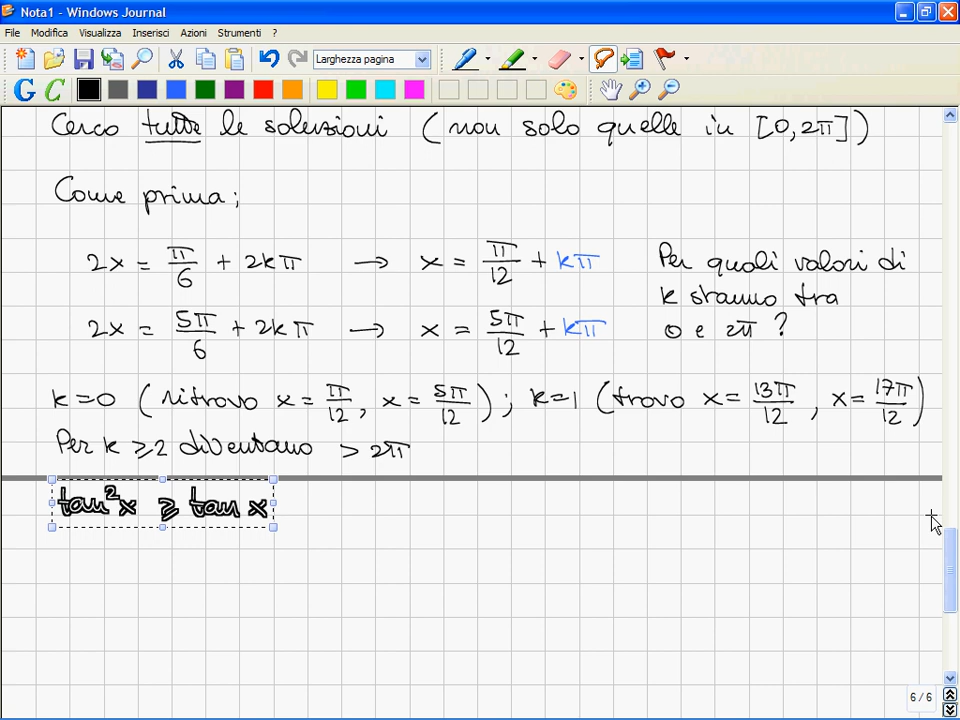 Nota1 - Windows Journal
File Modifica Visualizza Inserisci Azioni Strumenti ?
Larghezza pagina
G C
Cerco tutte le soluzioni (non solo quelle in [0,2π])
Come prima;
2x = π/6 + 2kπ → x = π/12 + kπ Per quali valori di
k stanno tra
2x = 5π/6 + 2kπ → x = 5π/12 + kπ 0 e 2π ?
k=0 (ritrovo x = π/12, x = 5π/12); k=1 (trovo x = 13π/12, x = 17π/12)
Per k ≥ 2 diventano > 2π
tan²x ≥ tan x
6 / 6